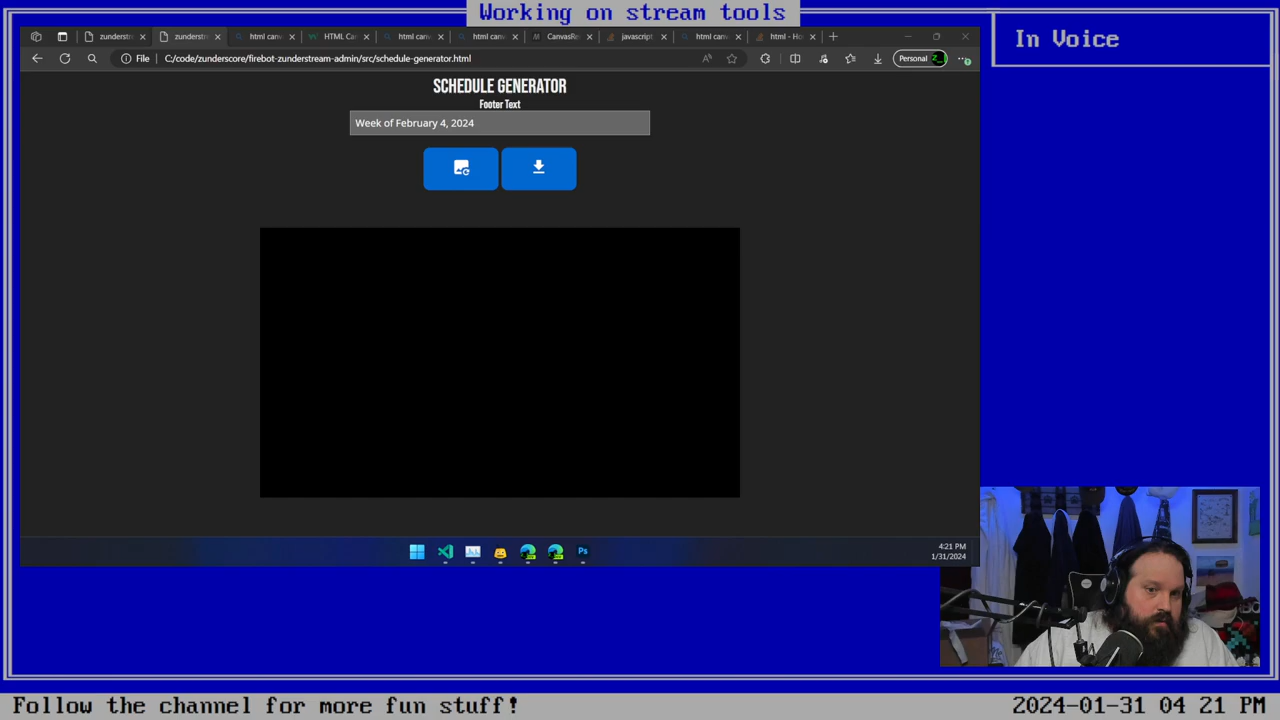 Working on stream tools
zunderstr
zunderstr
html canv
HTML Ca
html canv
html canv
CanvasRe
javascript
html canv
html - Ho
File
C:/code/zunderscore/firebot-zunderstream-admin/src/schedule-generator.html
Personal
In Voice
SCHEDULE GENERATOR
Footer Text
Week of February 4, 2024
Ps
4:21 PM
1/31/2024
Follow the channel for more fun stuff!
2024-01-31 04 21 PM